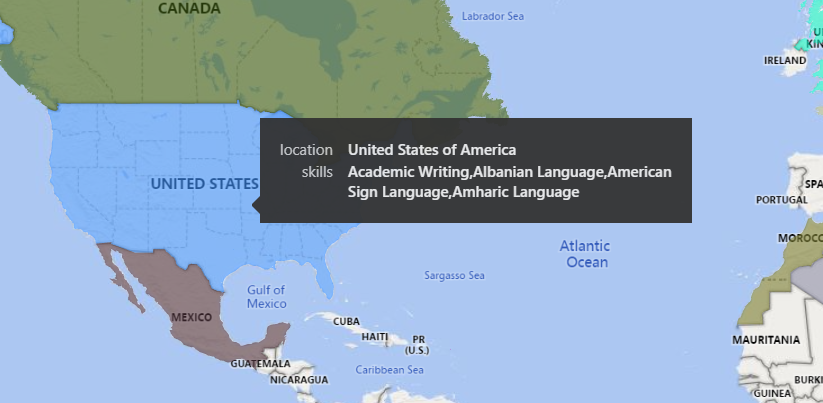 CANADA
Labrador Sea
U
KIN
IRELAND
location United States of America
skills Academic Writing,Albanian Language,American
Sign Language,Amharic Language
UNITED STATES
SPA
PORTUGAL
MOROCC
Atlantic
Ocean
Sargasso Sea
Gulf of
Mexico
MEXICO
CUBA
HAITI
PR
(U.S.)
MAURITANIA
GUATEMALA
Caribbean Sea
NICARAGUA
BURKI
GUINEA